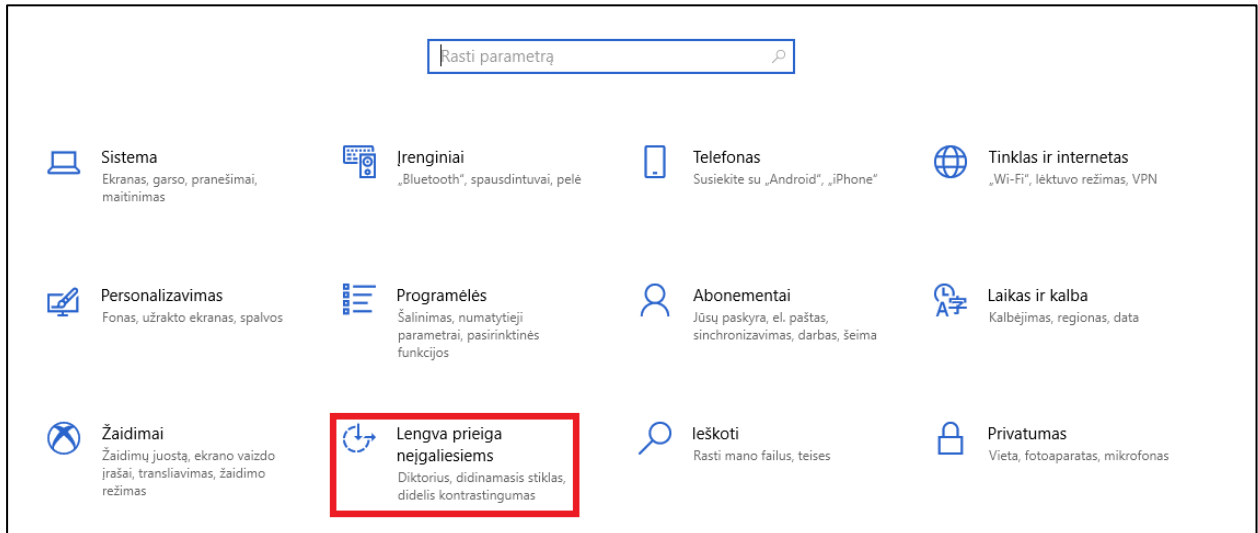 Rasti parametrą
Sistema
Ekranas, garso, pranešimai,
maitinimas
Įrenginiai
„Bluetooth“, spausdintuvai, pelė
Telefonas
Susiekite su „Android“, „iPhone“
Tinklas ir internetas
„Wi-Fi“, lėktuvo režimas, VPN
Personalizavimas
Fonas, užrakto ekranas, spalvos
Programėlės
Šalinimas, numatytieji
parametrai, pasirinktinės
funkcijos
Abonementai
Jūsų paskyra, el. paštas,
sinchronizavimas, darbas, šeima
Laikas ir kalba
Kalbėjimas, regionas, data
Žaidimai
Žaidimų juostą, ekrano vaizdo
įrašai, transliavimas, žaidimo
režimas
Lengva prieiga
neįgaliesiems
Diktorius, didinamasis stiklas,
didelis kontrastingumas
Ieškoti
Rasti mano failus, teises
Privatumas
Vieta, fotoaparatas, mikrofonas